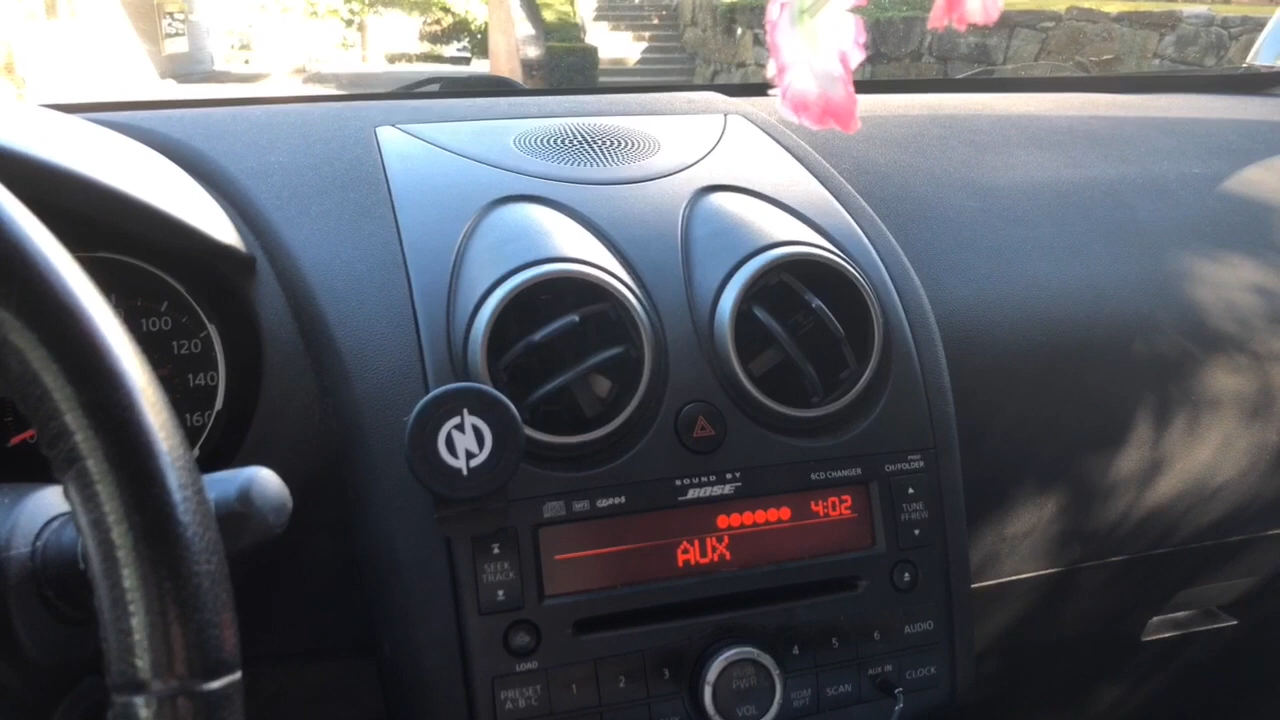 100
120
140
160
SOUND BY
BOSE
6CD CHANGER
CH/FOLDER
MP3
4:02
AUX
SEEK
TRACK
TUNE
FF·REW
LOAD
PRESET
A·B·C
1
2
3
PWR
VOL
4
5
6
AUDIO
RDM
RPT
SCAN
AUX IN
CLOCK